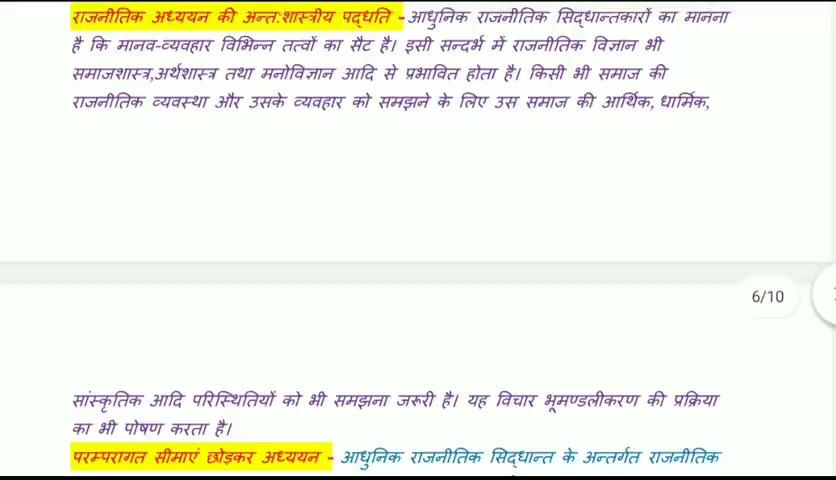 राजनीतिक अध्ययन की अन्त:शास्त्रीय पद्धति - आधुनिक राजनीतिक सिद्धान्तकारों का मानना
है कि मानव-व्यवहार विभिन्न तत्वों का सैट है। इसी सन्दर्भ में राजनीतिक विज्ञान भी
समाजशास्त्र,अर्थशास्त्र तथा मनोविज्ञान आदि से प्रभावित होता है। किसी भी समाज की
राजनीतिक व्यवस्था और उसके व्यवहार को समझने के लिए उस समाज की आर्थिक, धार्मिक,
6/10
सांस्कृतिक आदि परिस्थितियों को भी समझना जरूरी है। यह विचार भूमण्डलीकरण की प्रक्रिया
का भी पोषण करता है।
परम्परागत सीमाएं छोड़कर अध्ययन - आधुनिक राजनीतिक सिद्धान्त के अन्तर्गत राजनीतिक